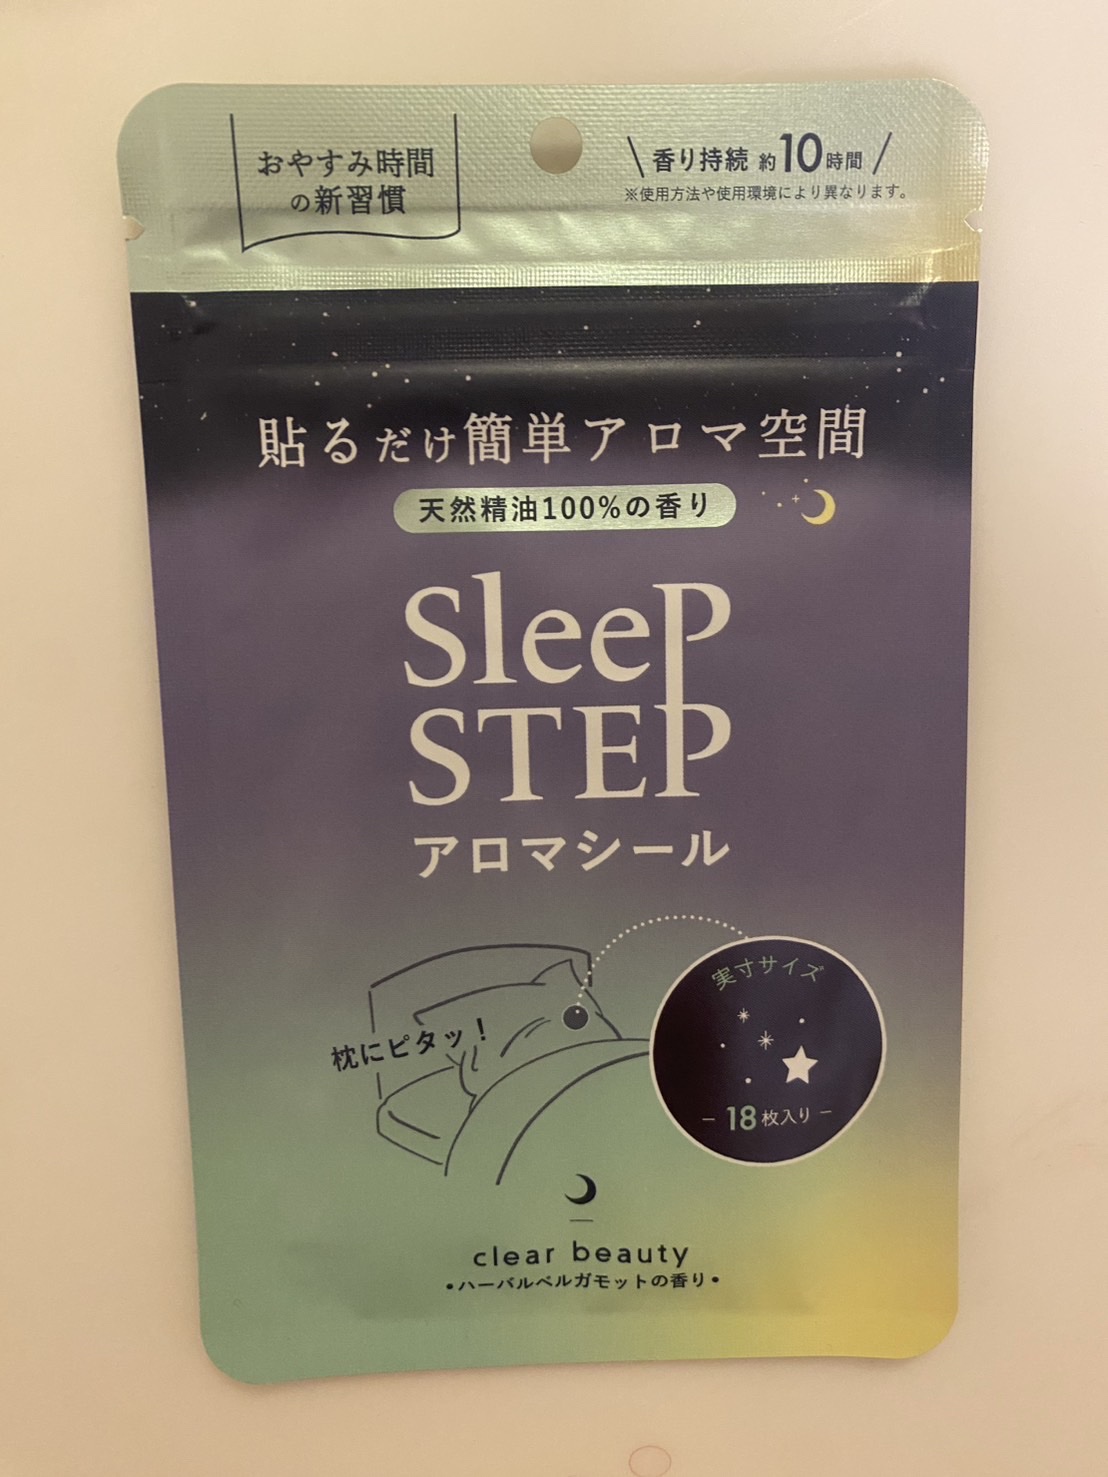 おやすみ時間
の新習慣
\ 香り持続 約10時間 /
※使用方法や使用環境により異なります。
貼るだけ簡単アロマ空間
天然精油100%の香り
SleeP
STEP
アロマシール
枕にピタッ！
実寸サイズ
- 18枚入り -
clear beauty
・ハーバルベルガモットの香り・